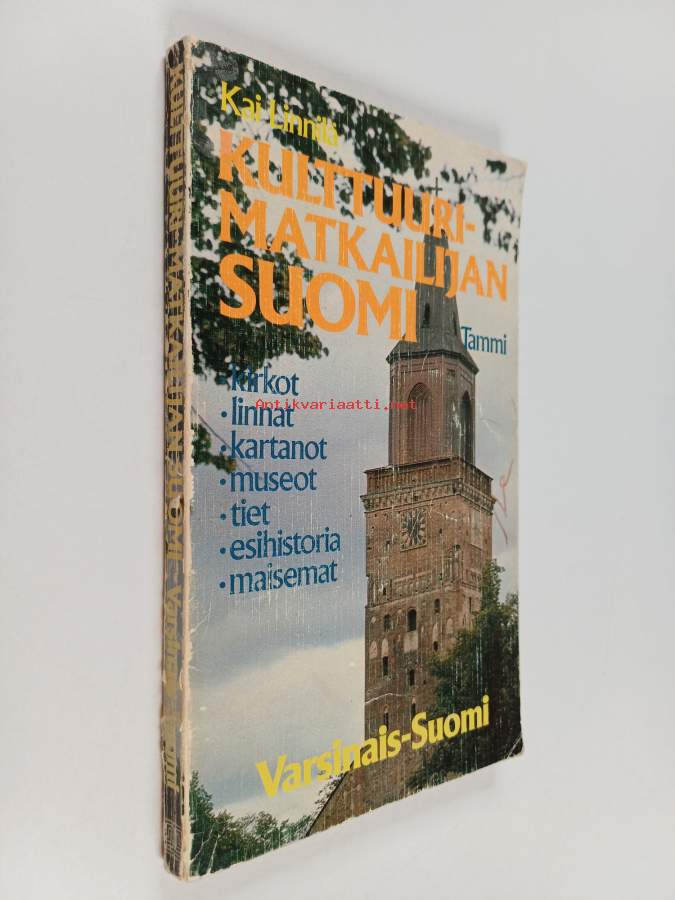 Kai Linnilä
KULTTUURI-
MATKAILIJAN
SUOMI
Tammi
• kirkot
• linnat
• kartanot
• museot
• tiet
• esihistoria
• maisemat
Varsinais-Suomi
KULTTUURI-MATKAILIJAN SUOMI
Antikvariaatti.net